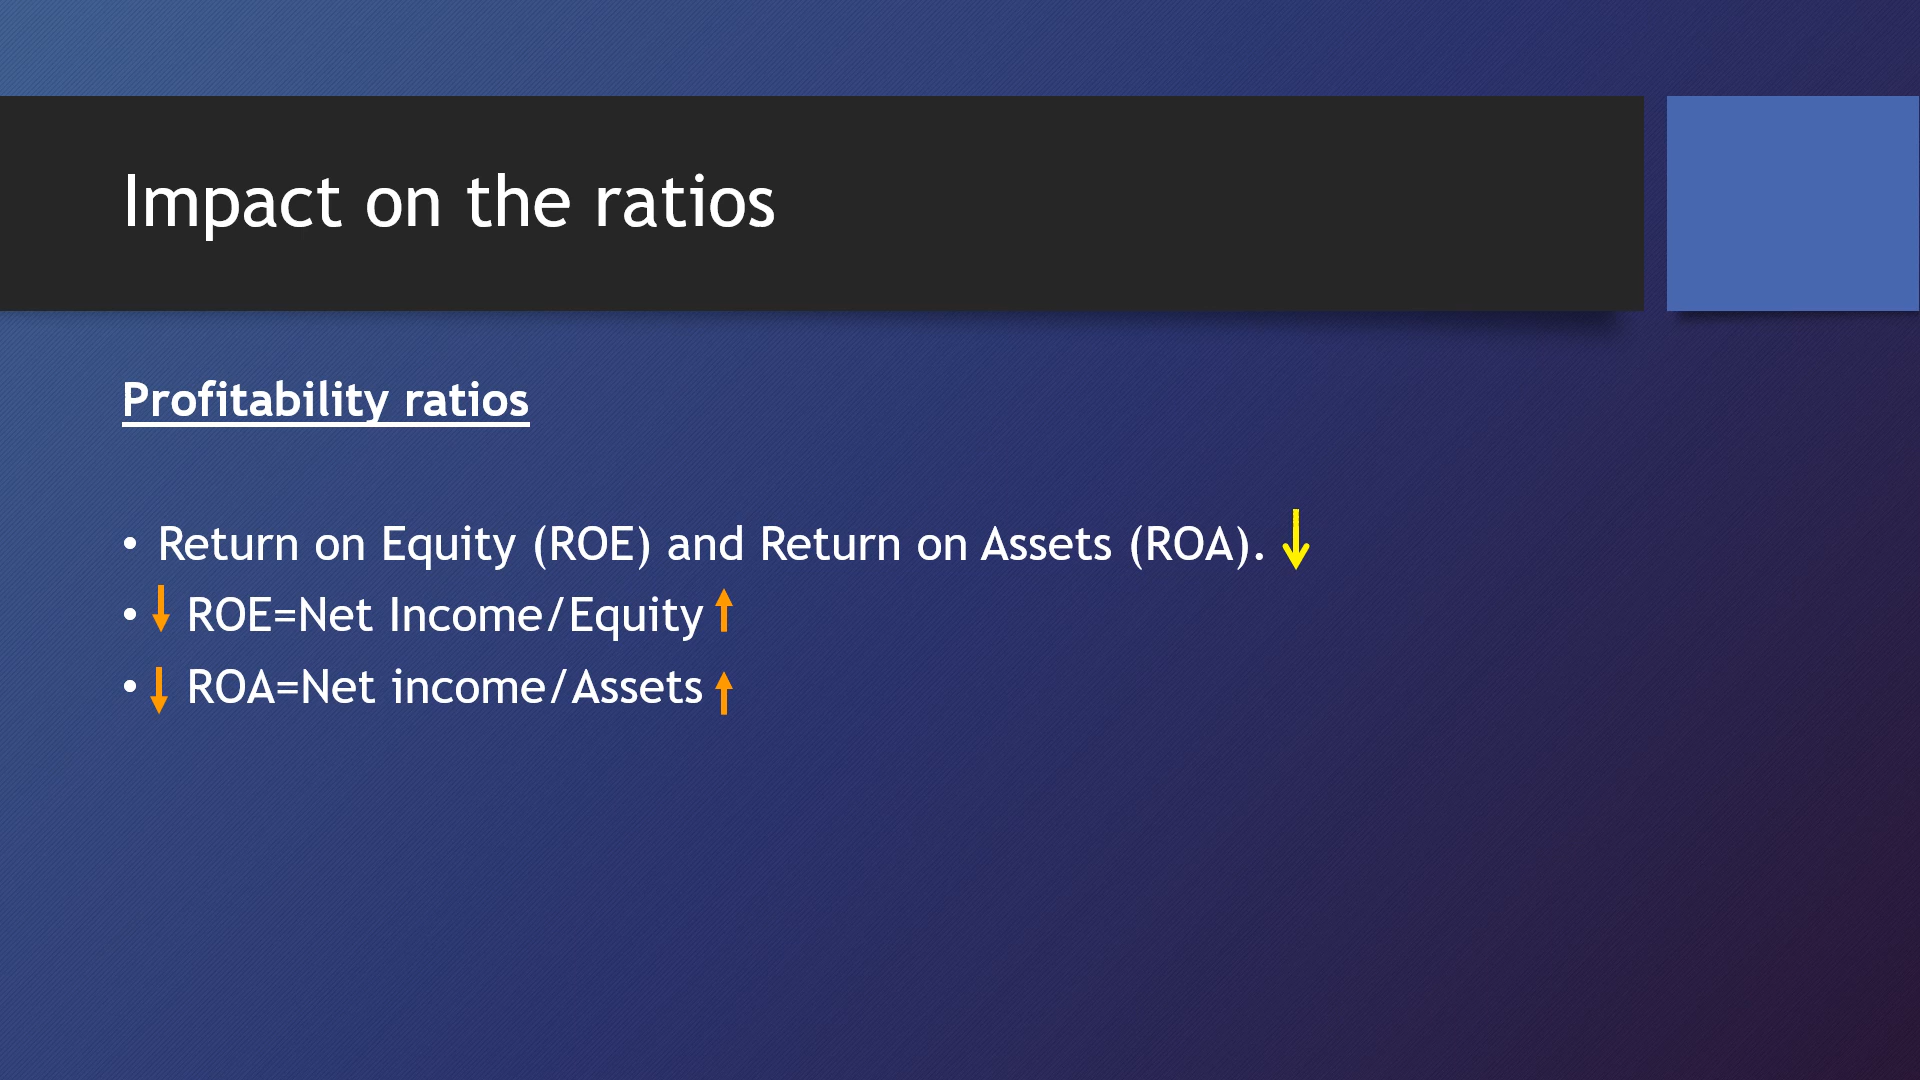 Impact on the ratios
Profitability ratios
• Return on Equity (ROE) and Return on Assets (ROA). ↓
• ↓ ROE=Net Income/Equity ↑
• ↓ ROA=Net income/Assets ↑